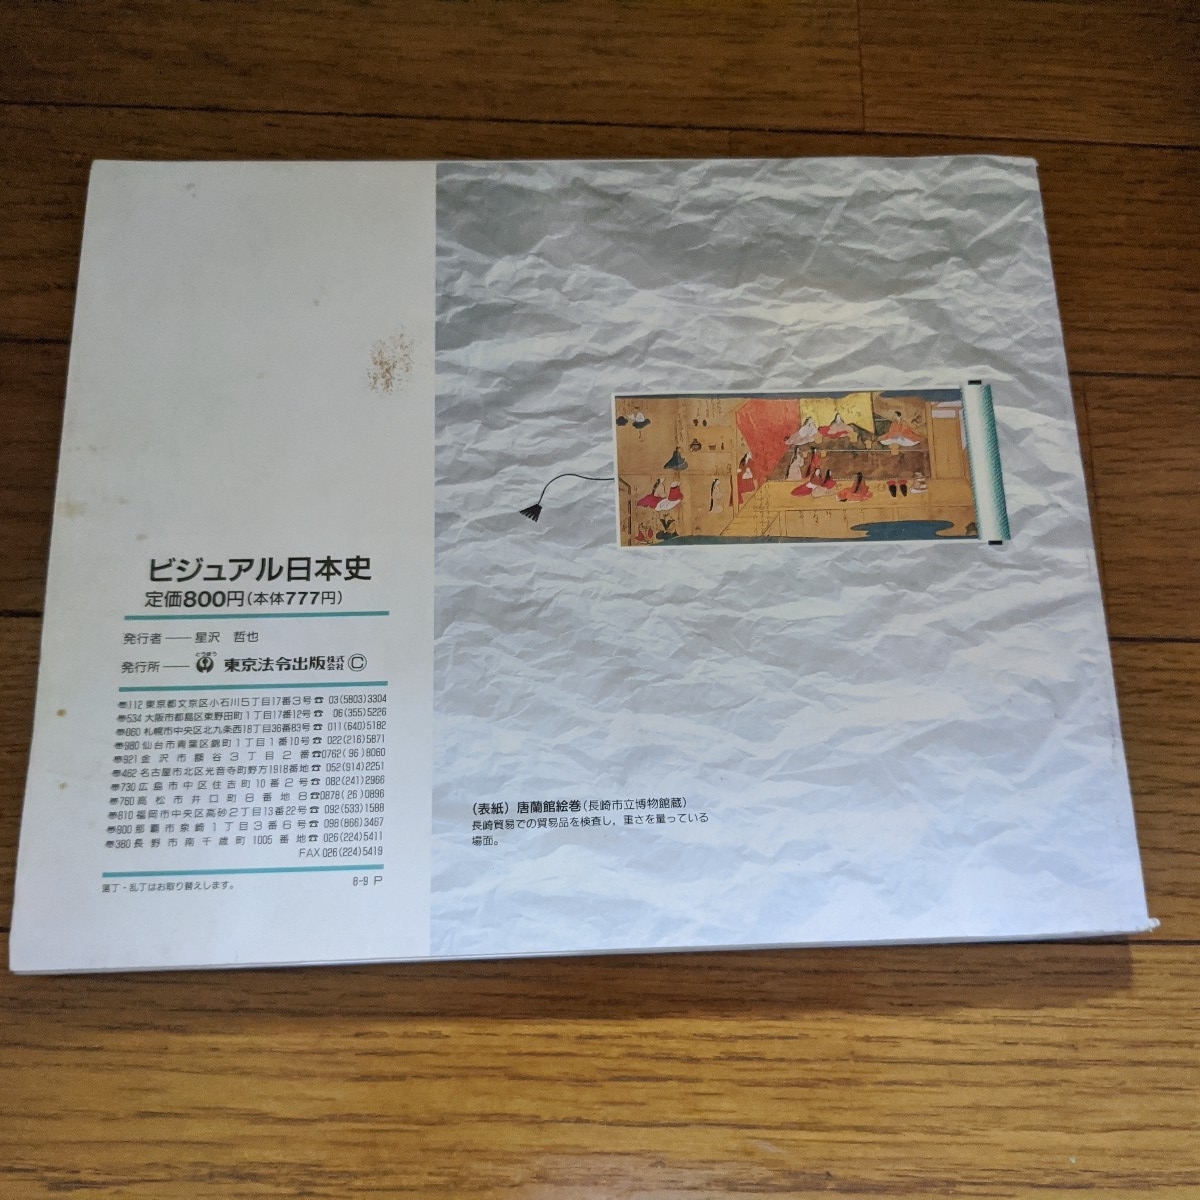 ビジュアル日本史
定価800円(本体777円)
発行者――星沢 哲也
発行所――とうほう 東京法令出版株式会社 Ⓒ
〠112 東京都文京区小石川5丁目17番3号☎ 03(5803)3304
〠534 大阪市都島区東野田町1丁目17番12号☎ 06(355)5226
〠060 札幌市中央区北九条西18丁目36番83号☎ 011(640)5182
〠980 仙台市青葉区錦町1丁目1番10号☎ 022(216)5871
〠921 金沢市額谷3丁目2番☎0762(96)8060
〠462 名古屋市北区光音寺町野方1918番地☎ 052(914)2251
〠730 広島市中区住吉町10番2号☎ 082(241)2966
〠760 高松市井口町8番地8☎0878(26)0896
〠810 福岡市中央区高砂2丁目13番22号☎ 092(533)1588
〠900 那覇市泉崎1丁目3番6号☎ 098(866)3467
〠380 長野市南千歳町1005番地☎ 026(224)5411
FAX 026(224)5419
落丁・乱丁はお取り替えします。 8-9 P
(表紙)唐蘭館絵巻(長崎市立博物館蔵)
長崎貿易での貿易品を検査し,重さを量っている
場面。